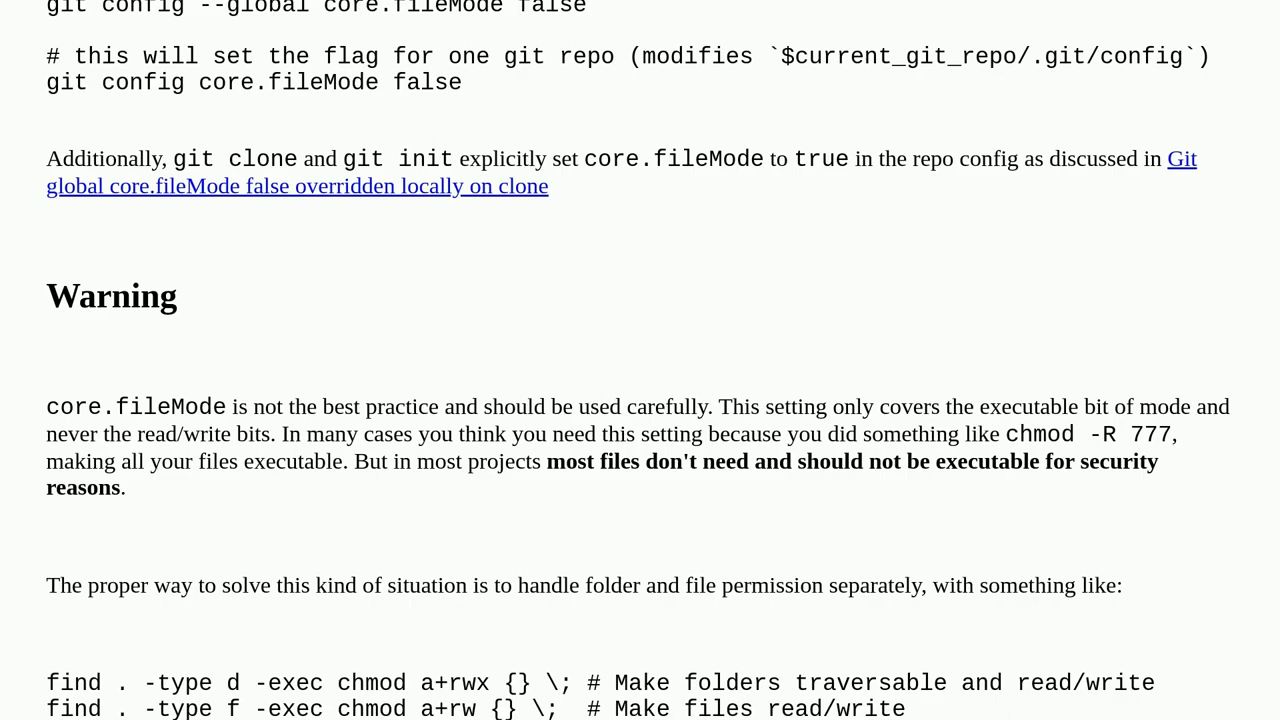 git config --global core.fileMode false
# this will set the flag for one git repo (modifies `$current_git_repo/.git/config`)
git config core.fileMode false
Additionally, git clone and git init explicitly set core.fileMode to true in the repo config as discussed in Git
global core.fileMode false overridden locally on clone
Warning
core.fileMode is not the best practice and should be used carefully. This setting only covers the executable bit of mode and
never the read/write bits. In many cases you think you need this setting because you did something like chmod -R 777,
making all your files executable. But in most projects most files don't need and should not be executable for security
reasons.
The proper way to solve this kind of situation is to handle folder and file permission separately, with something like:
find . -type d -exec chmod a+rwx {} \; # Make folders traversable and read/write
find . -type f -exec chmod a+rw {} \;  # Make files read/write